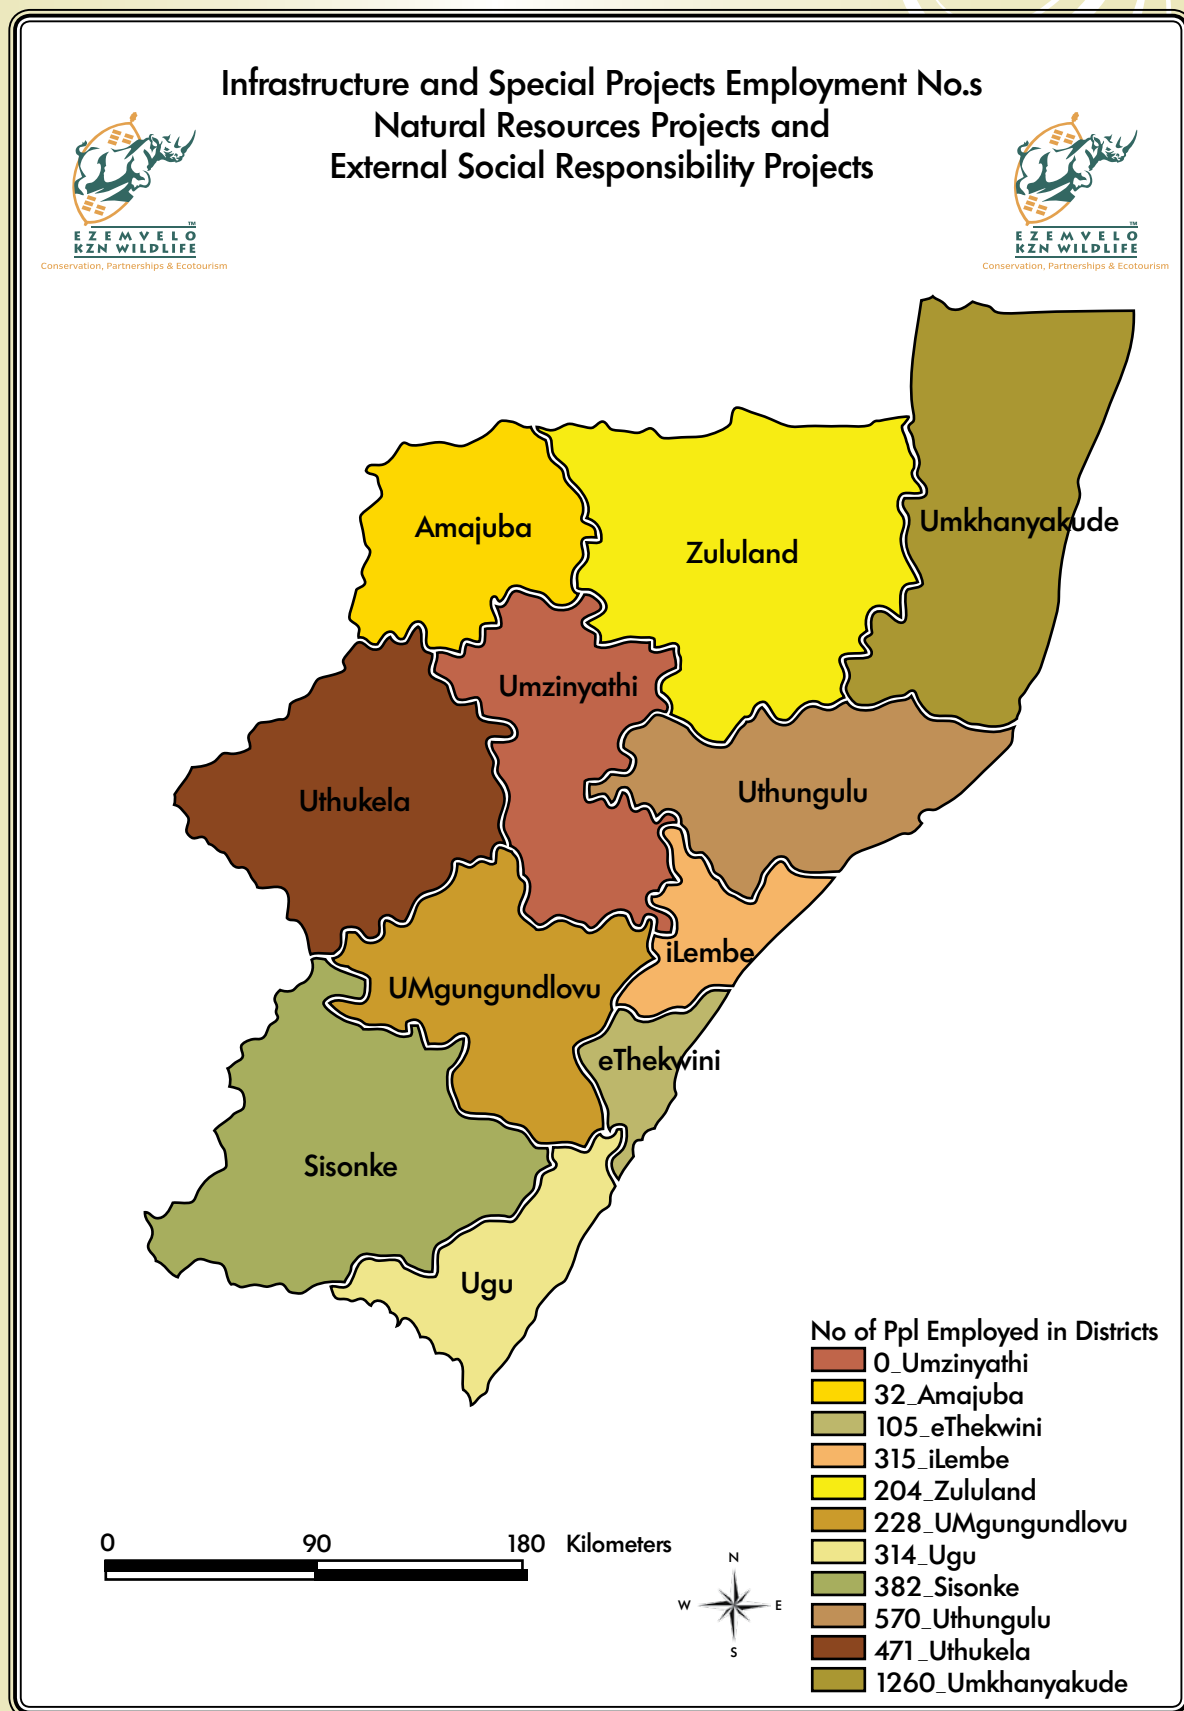 Infrastructure and Special Projects Employment No.s
Natural Resources Projects and
External Social Responsibility Projects
EZEMVELO
KZN WILDLIFE
TM
Conservation, Partnerships & Ecotourism
EZEMVELO
KZN WILDLIFE
TM
Conservation, Partnerships & Ecotourism
Amajuba
Zululand
Umkhanyakude
Umzinyathi
Uthukela
Uthungulu
iLembe
UMgungundlovu
eThekwini
Sisonke
Ugu
No of Ppl Employed in Districts
0_Umzinyathi
32_Amajuba
105_eThekwini
315_iLembe
204_Zululand
228_UMgungundlovu
314_Ugu
382_Sisonke
570_Uthungulu
471_Uthukela
1260_Umkhanyakude
0 90 180 Kilometers
N
W E
S